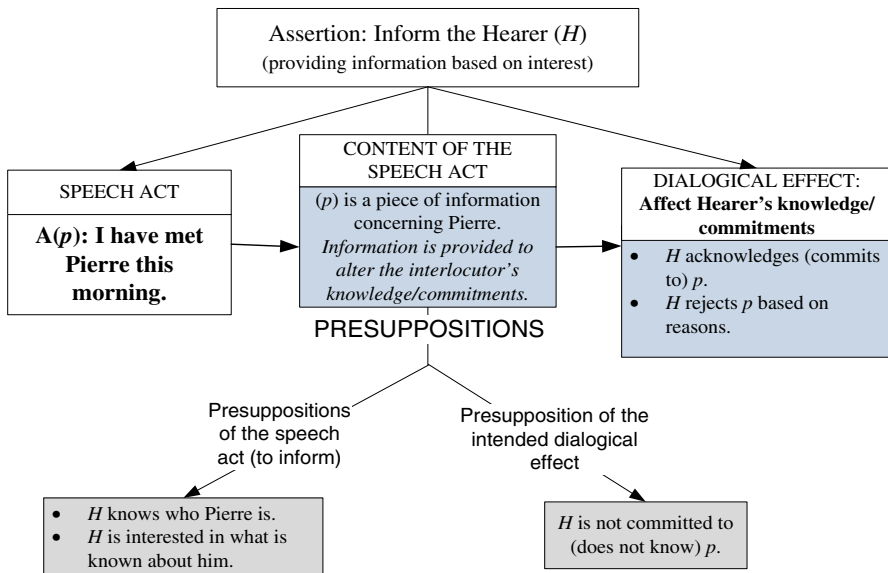 Assertion: Inform the Hearer (H)
(providing information based on interest)
SPEECH ACT
A(p): I have met
Pierre this
morning.
CONTENT OF THE
SPEECH ACT
(p) is a piece of information
concerning Pierre.
Information is provided to
alter the interlocutor's
knowledge/commitments.
DIALOGICAL EFFECT:
Affect Hearer's knowledge/
commitments
• H acknowledges (commits
to) p.
• H rejects p based on
reasons.
PRESUPPOSITIONS
Presuppositions
of the speech
act (to inform)
Presupposition of the
intended dialogical
effect
• H knows who Pierre is.
• H is interested in what is
known about him.
H is not committed to
(does not know) p.